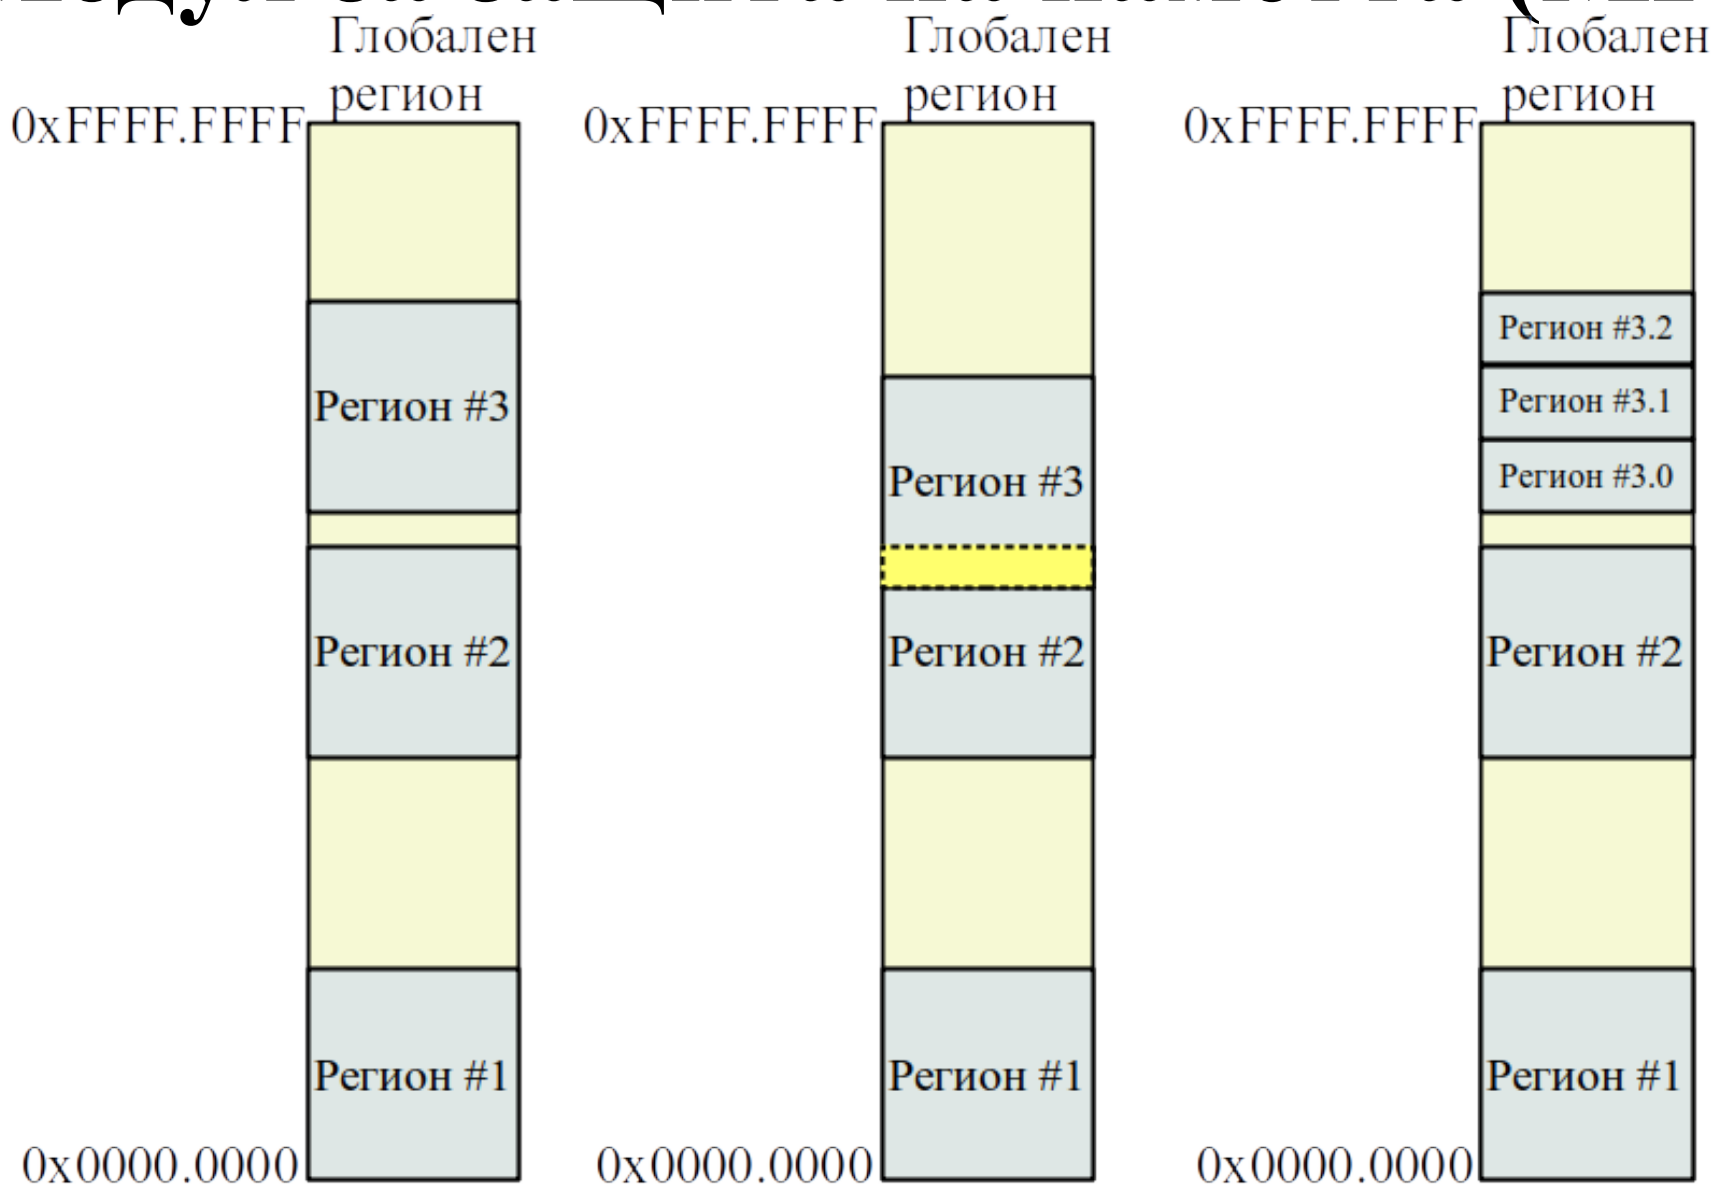 Глобален
регион
0xFFFF.FFFF
Регион #3
Регион #2
Регион #1
0x0000.0000
Глобален
регион
0xFFFF.FFFF
Регион #3
Регион #2
Регион #1
0x0000.0000
Глобален
регион
0xFFFF.FFFF
Регион #3.2
Регион #3.1
Регион #3.0
Регион #2
Регион #1
0x0000.0000